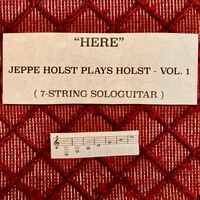 “HERE”
JEPPE HOLST PLAYS HOLST - VOL. 1
( 7-STRING SOLOGUITAR )